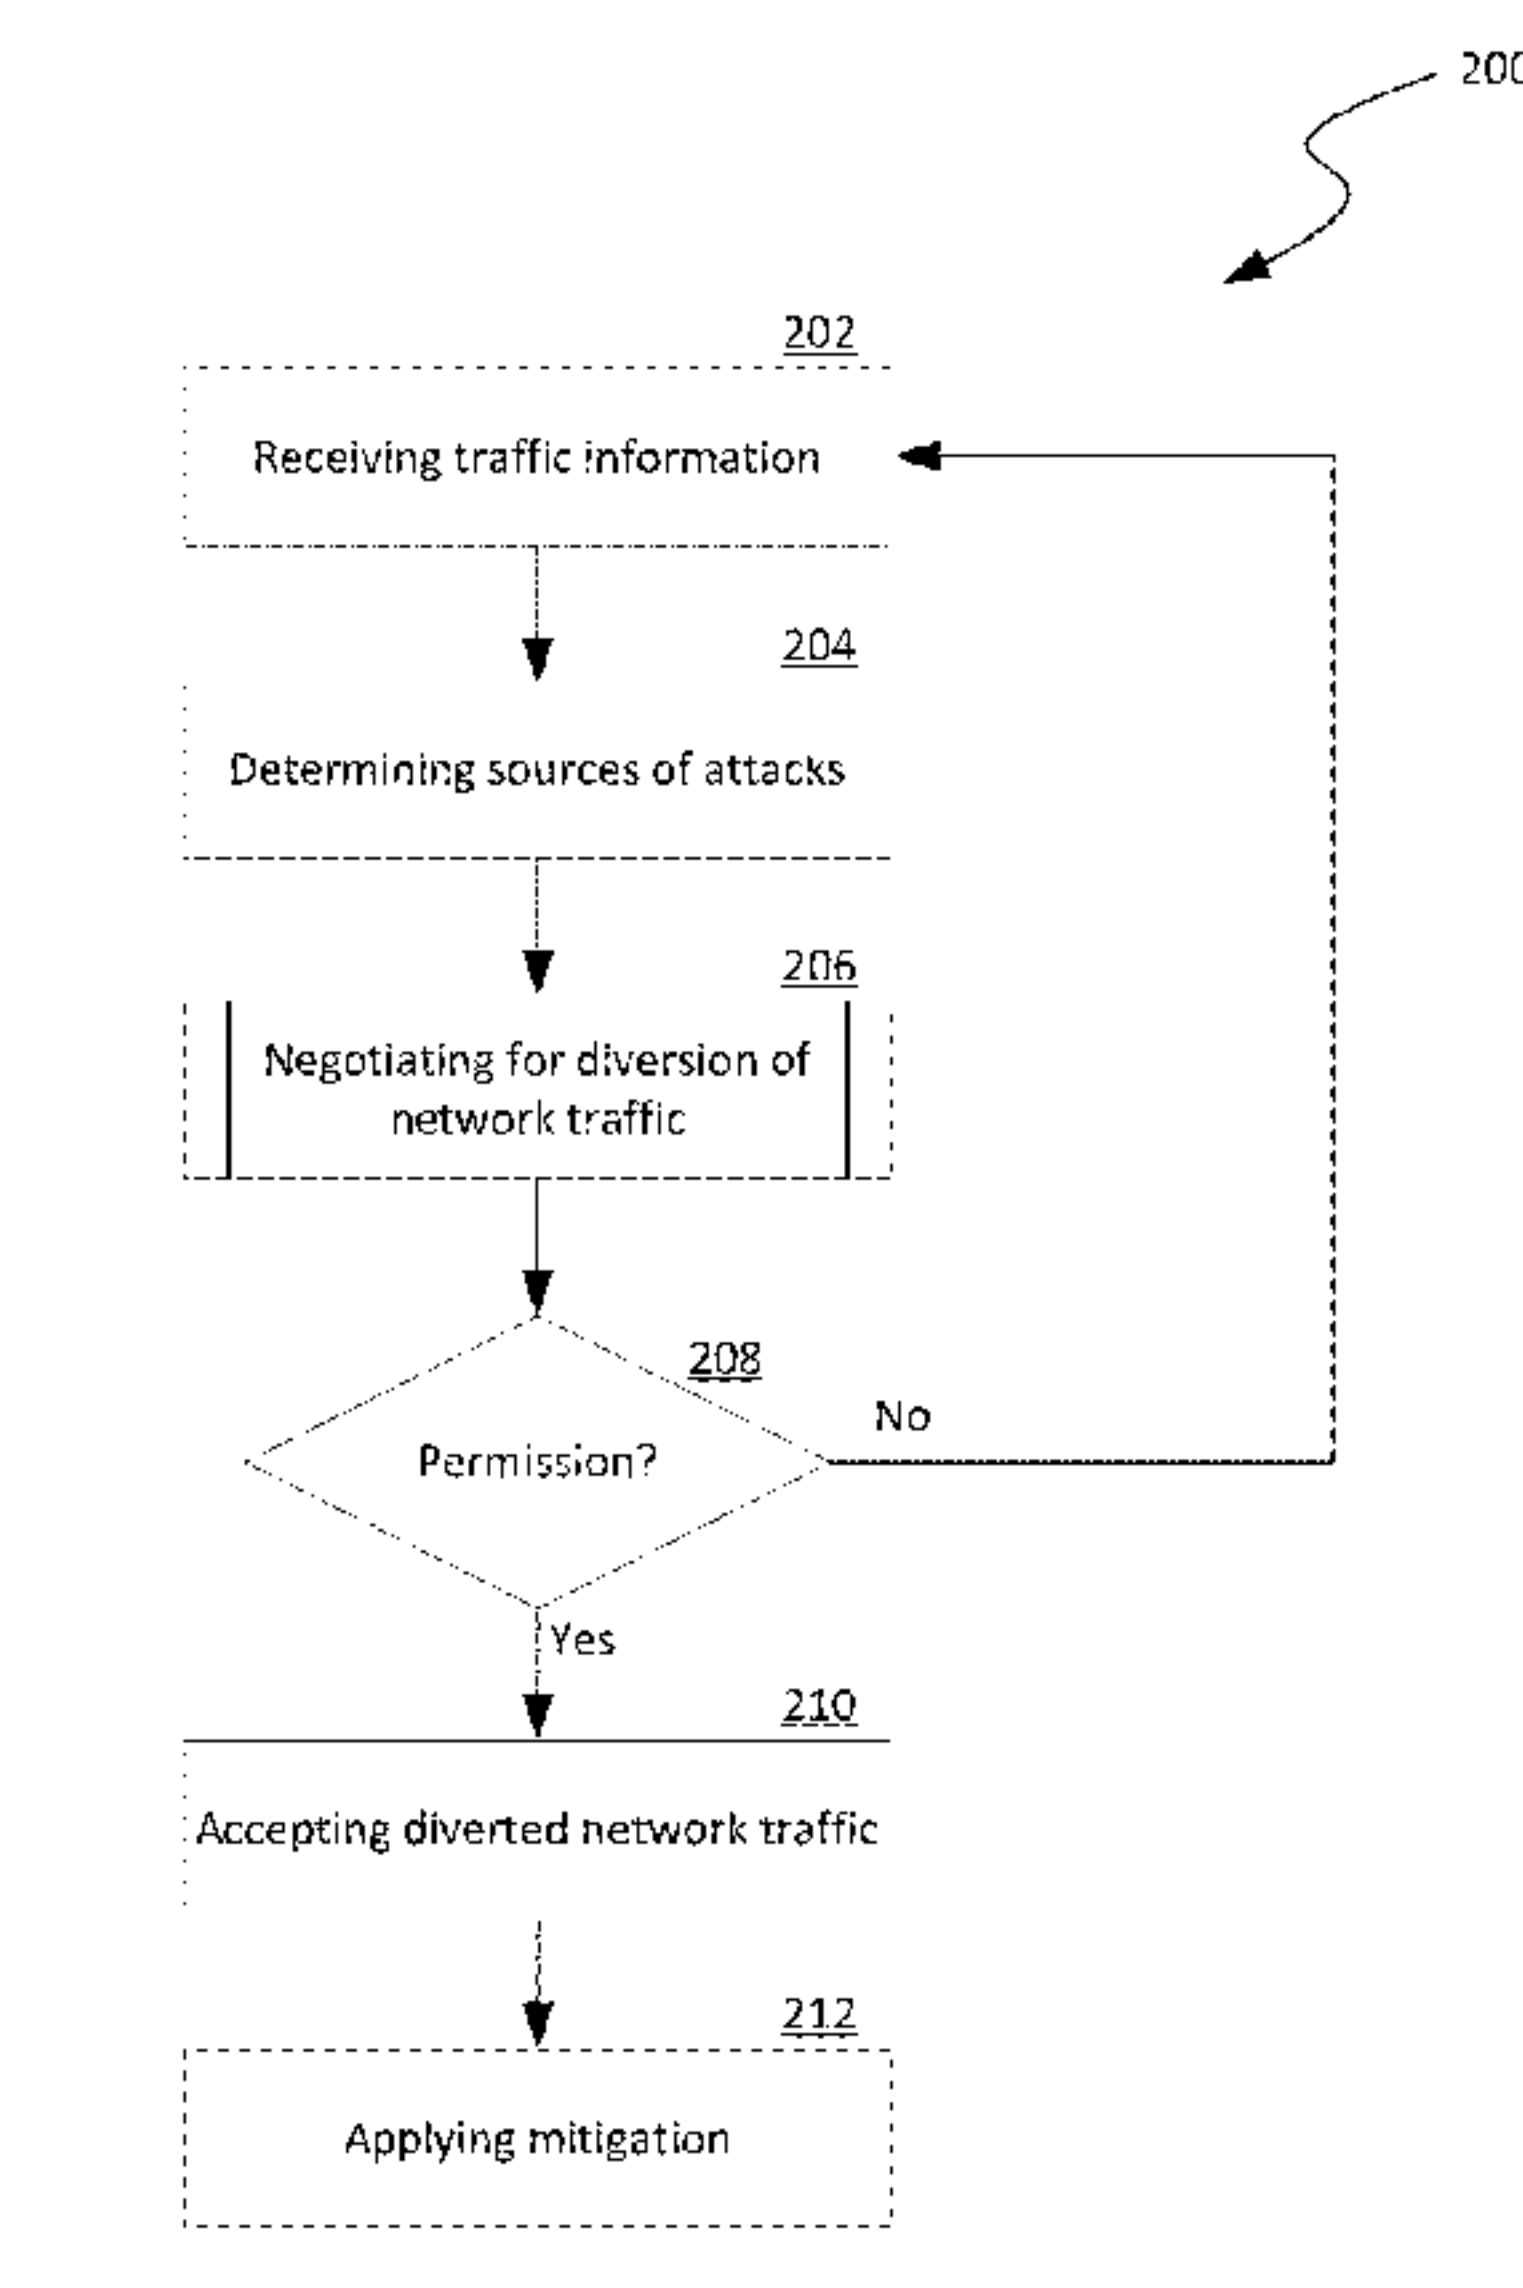 200
202
Receiving traffic information
204
Determining sources of attacks
206
Negotiating for diversion of
network traffic
208
Permission?
No
Yes
210
Accepting diverted network traffic
212
Applying mitigation